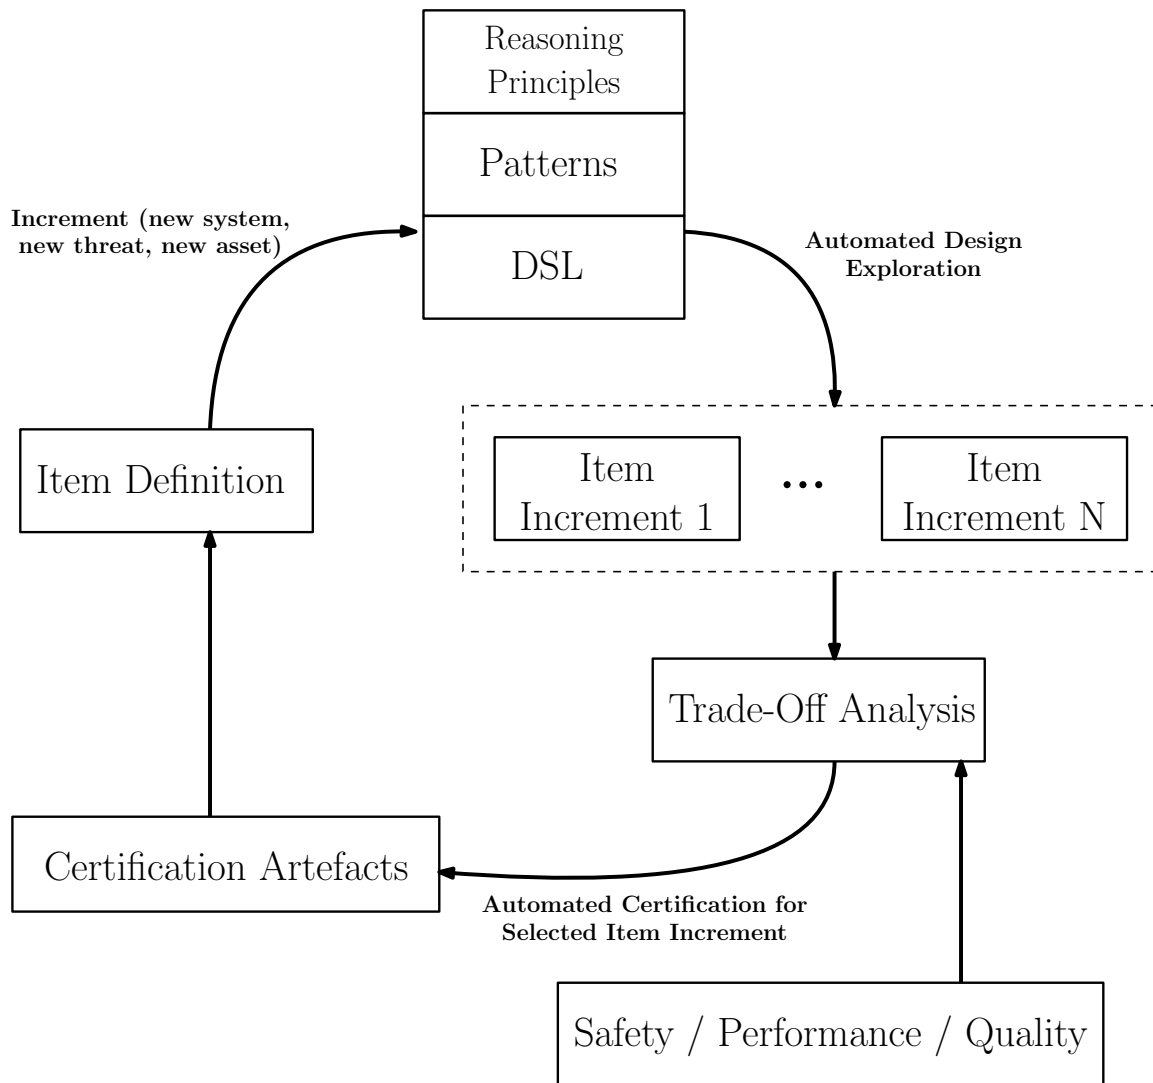 Reasoning
Principles
Patterns
DSL
Increment (new system,
new threat, new asset)
Automated Design
Exploration
Item Definition
Item
Increment 1
...
Item
Increment N
Trade-Off Analysis
Certification Artefacts
Automated Certification for
Selected Item Increment
Safety / Performance / Quality